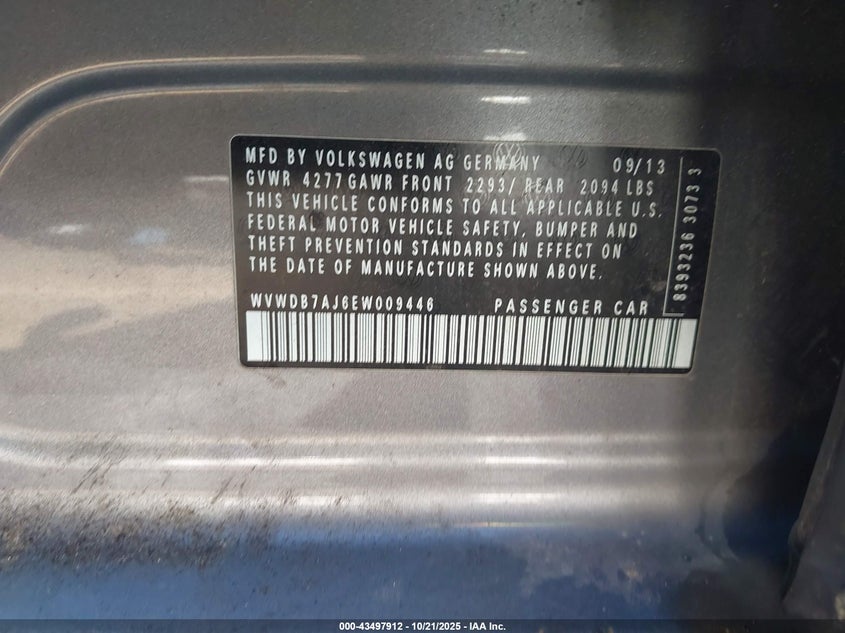 MFD BY VOLKSWAGEN AG GERMANY 09/13
GVWR 4277 GAWR FRONT 2293/ REAR 2094 LBS
THIS VEHICLE CONFORMS TO ALL APPLICABLE U.S.
FEDERAL MOTOR VEHICLE SAFETY, BUMPER AND
THEFT PREVENTION STANDARDS IN EFFECT ON
THE DATE OF MANUFACTURE SHOWN ABOVE.
WVWDB7AJ6EW009446 PASSENGER CAR
8393236 3073 3
000-43497912 - 10/21/2025 - IAA Inc.